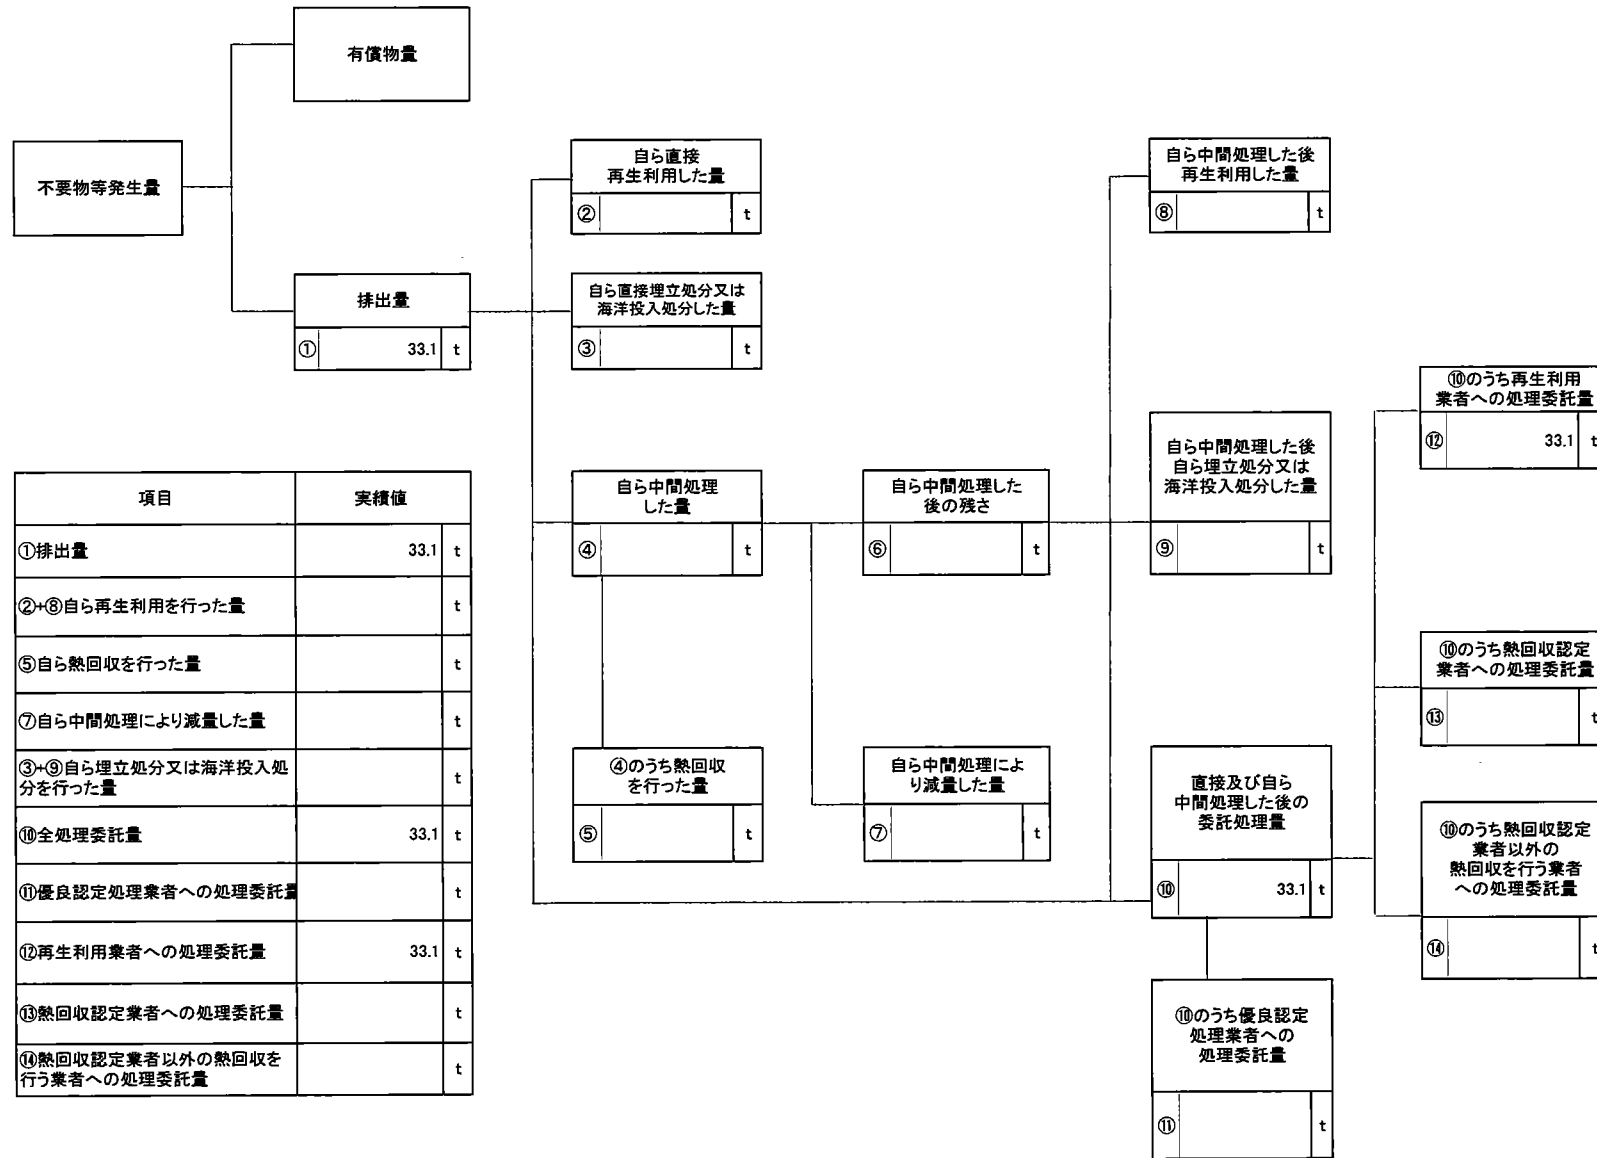 有償物量
不要物等発生量
排出量
① 33.1 t
自ら直接
再生利用した量
② t
自ら直接埋立処分又は
海洋投入処分した量
③ t
自ら中間処理
した量
④ t
④のうち熱回収
を行った量
⑤ t
自ら中間処理した
後の残さ
⑥ t
自ら中間処理によ
り減量した量
⑦ t
自ら中間処理した後
再生利用した量
⑧ t
自ら中間処理した後
自ら埋立処分又は
海洋投入処分した量
⑨ t
直接及び自ら
中間処理した後の
委託処理量
⑩ 33.1 t
⑩のうち優良認定
処理業者への
処理委託量
⑪ t
⑩のうち再生利用
業者への処理委託量
⑫ 33.1 t
⑩のうち熱回収認定
業者への処理委託量
⑬ t
⑩のうち熱回収認定
業者以外の
熱回収を行う業者
への処理委託量
⑭ t
項目 実績値
①排出量 33.1 t
②+⑧自ら再生利用を行った量 t
⑤自ら熱回収を行った量 t
⑦自ら中間処理により減量した量 t
③+⑨自ら埋立処分又は海洋投入処
分を行った量 t
⑩全処理委託量 33.1 t
⑪優良認定処理業者への処理委託量 t
⑫再生利用業者への処理委託量 33.1 t
⑬熱回収認定業者への処理委託量 t
⑭熱回収認定業者以外の熱回収を
行う業者への処理委託量 t